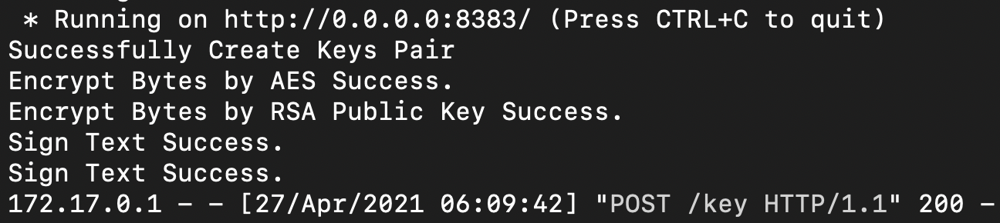 * Running on http://0.0.0.0:8383/ (Press CTRL+C to quit)
Successfully Create Keys Pair
Encrypt Bytes by AES Success.
Encrypt Bytes by RSA Public Key Success.
Sign Text Success.
Sign Text Success.
172.17.0.1 - - [27/Apr/2021 06:09:42] "POST /key HTTP/1.1" 200 -